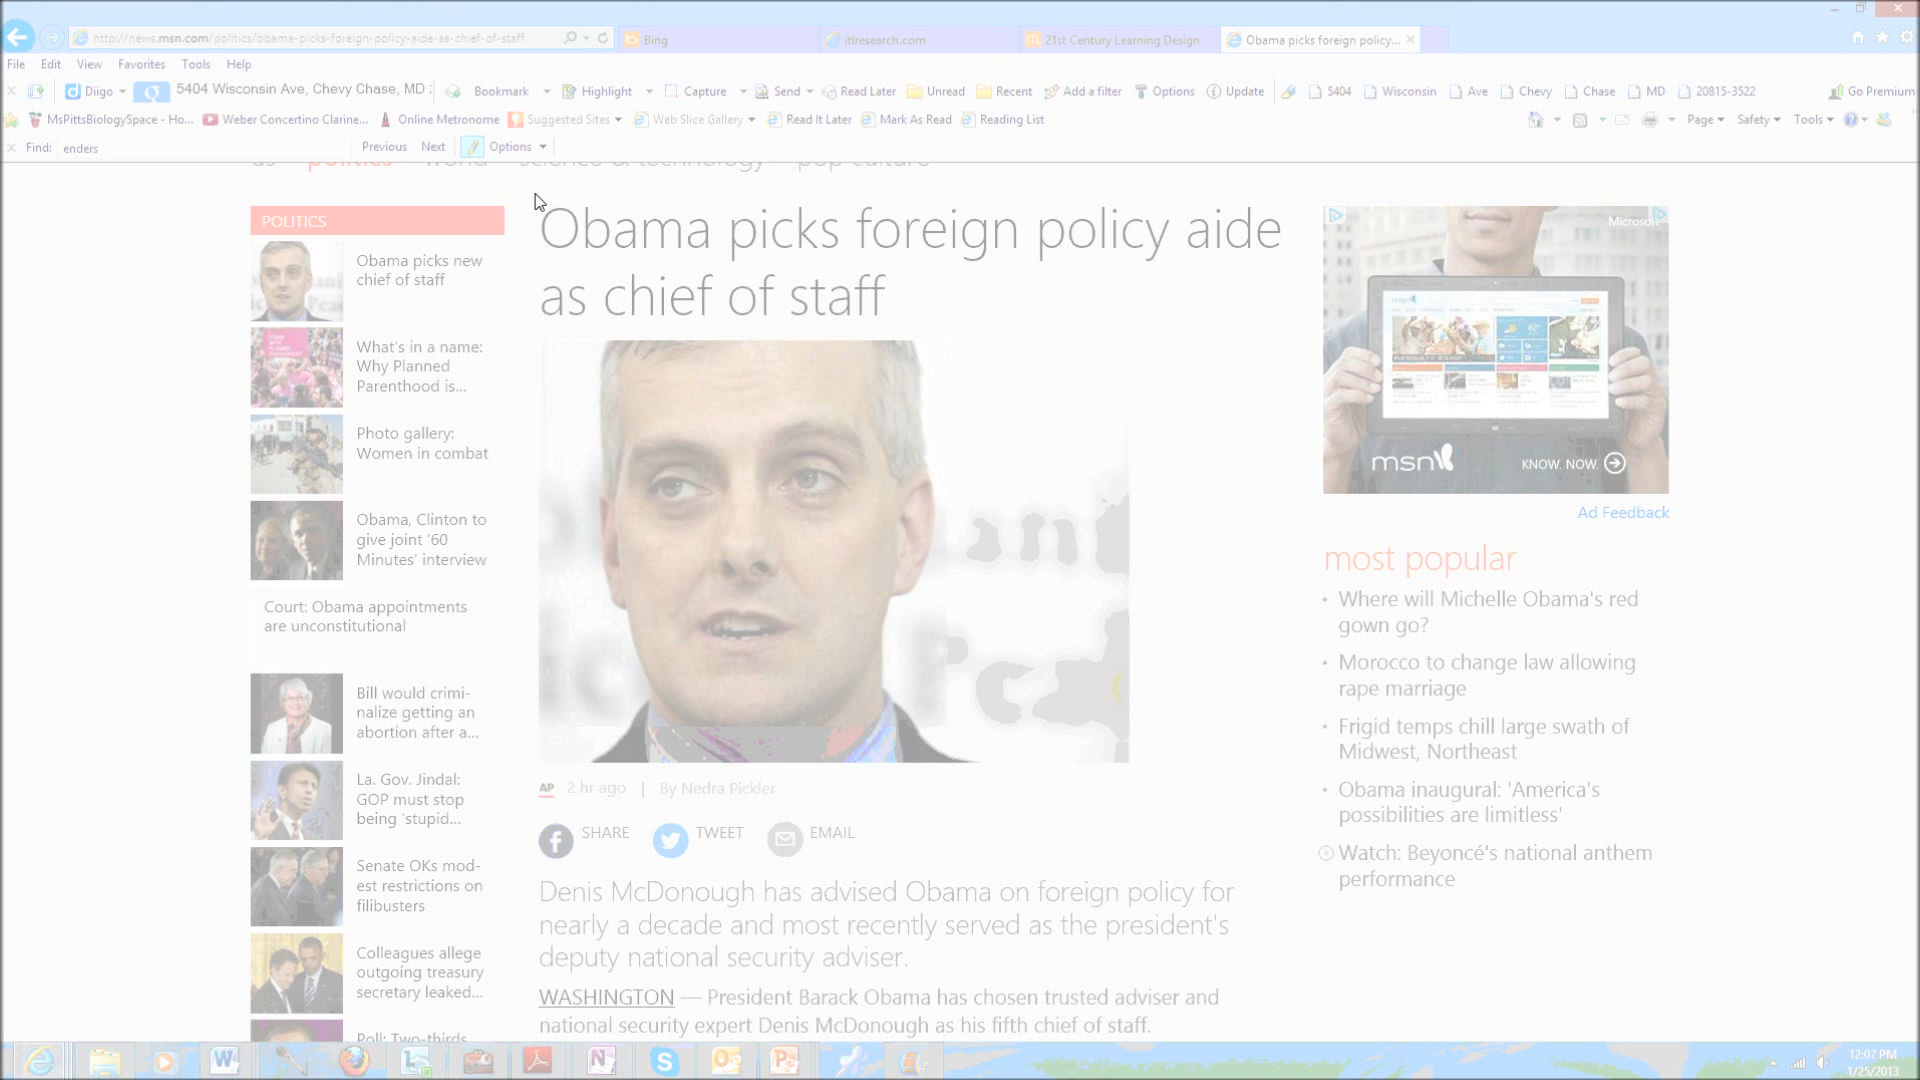 http://news.msn.com/politics/obama-picks-foreign-policy-aide-as-chief-of-staff
Bing
itlresearch.com
21st Century Learning Design
Obama picks foreign policy...
File Edit View Favorites Tools Help
Diigo 5404 Wisconsin Ave, Chevy Chase, MD Bookmark Highlight Capture Send Read Later Unread Recent Add a filter Options Update 5404 Wisconsin Ave Chevy Chase MD 20815-3522 Go Premium
MsPittsBiologySpace - Ho... Weber Concertino Clarine... Online Metronome Suggested Sites Web Slice Gallery Read It Later Mark As Read Reading List Page Safety Tools
Find: enders Previous Next Options
politics world science & technology pop culture
POLITICS
Obama picks new
chief of staff
What's in a name:
Why Planned
Parenthood is...
Photo gallery:
Women in combat
Obama, Clinton to
give joint '60
Minutes' interview
Court: Obama appointments
are unconstitutional
Bill would crimi-
nalize getting an
abortion after a...
La. Gov. Jindal:
GOP must stop
being 'stupid...
Senate OKs mod-
est restrictions on
filibusters
Colleagues allege
outgoing treasury
secretary leaked...
Poll: Two-thirds
Obama picks foreign policy aide
as chief of staff
AP 2 hr ago | By Nedra Pickler
SHARE TWEET EMAIL
Denis McDonough has advised Obama on foreign policy for
nearly a decade and most recently served as the president's
deputy national security adviser.
WASHINGTON — President Barack Obama has chosen trusted adviser and
national security expert Denis McDonough as his fifth chief of staff.
Microsoft
msn
KNOW. NOW.
Ad Feedback
most popular
• Where will Michelle Obama's red
gown go?
• Morocco to change law allowing
rape marriage
• Frigid temps chill large swath of
Midwest, Northeast
• Obama inaugural: 'America's
possibilities are limitless'
Watch: Beyoncé's national anthem
performance
12:07 PM
1/25/2013